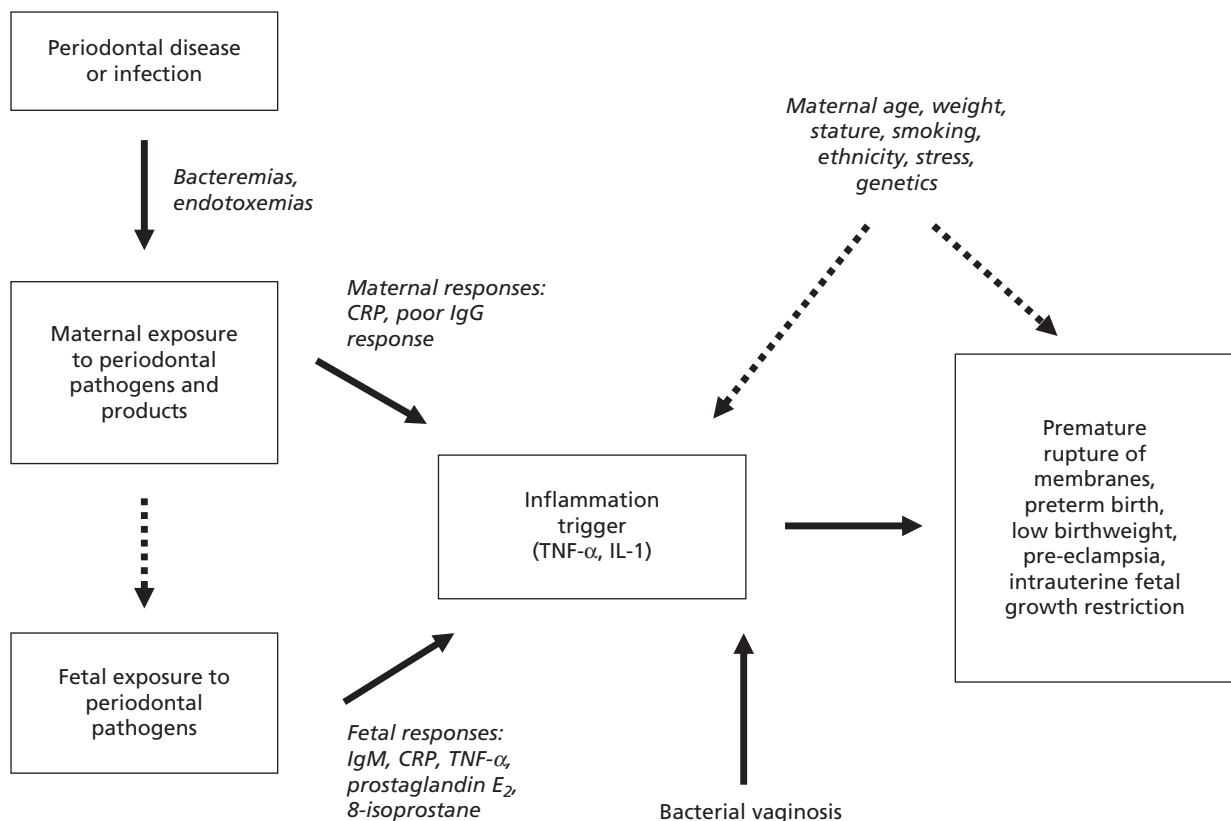 Periodontal disease
or infection
Bacteremias,
endotoxemias
Maternal age, weight,
stature, smoking,
ethnicity, stress,
genetics
Maternal exposure
to periodontal
pathogens and
products
Maternal responses:
CRP, poor IgG
response
Inflammation
trigger
(TNF-α, IL-1)
Premature
rupture of
membranes,
preterm birth,
low birthweight,
pre-eclampsia,
intrauterine fetal
growth restriction
Fetal exposure to
periodontal
pathogens
Fetal responses:
IgM, CRP, TNF-α,
prostaglandin E₂,
8-isoprostane
Bacterial vaginosis